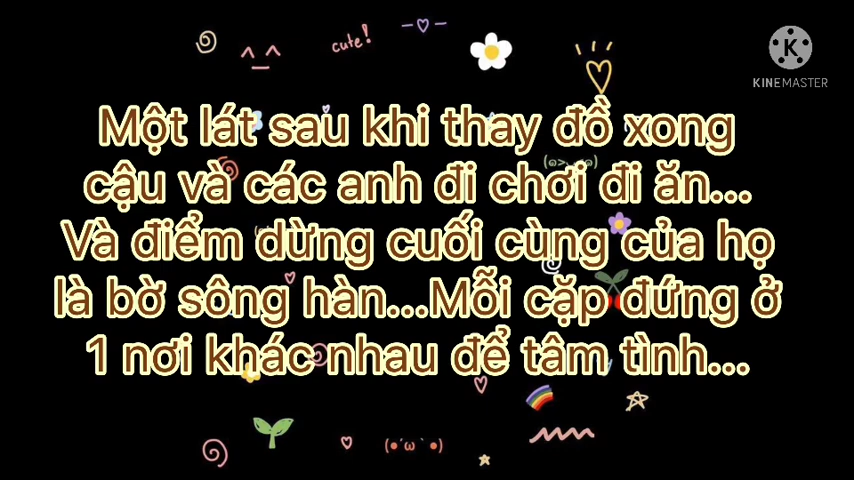 cute!
KINEMASTER
Một lát sau khi thay đồ xong
cậu và các anh đi chơi đi ăn...
Và điểm dừng cuối cùng của họ
là bờ sông hàn...Mỗi cặp đứng ở
1 nơi khác nhau để tâm tình...